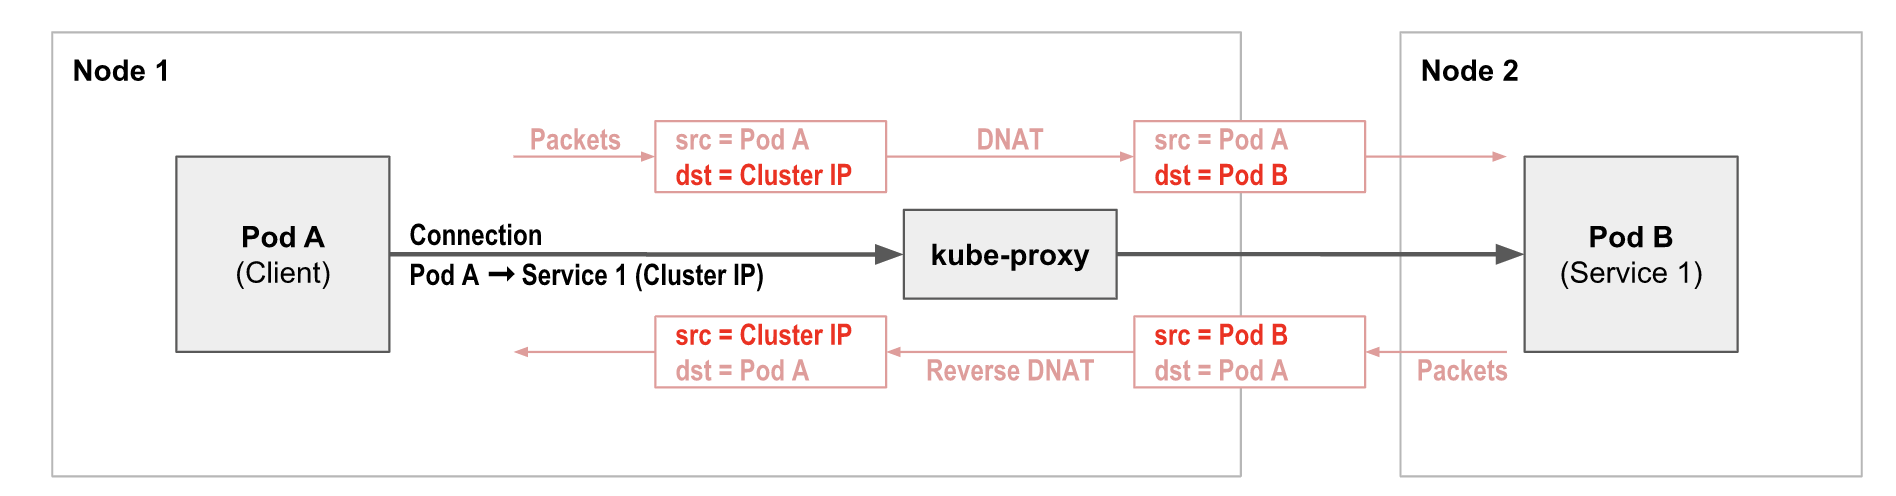 Node 1
Node 2
Packets
src = Pod A
dst = Cluster IP
DNAT
src = Pod A
dst = Pod B
Pod A
(Client)
Connection
Pod A → Service 1 (Cluster IP)
kube-proxy
Pod B
(Service 1)
src = Cluster IP
dst = Pod A
Reverse DNAT
src = Pod B
dst = Pod A
Packets